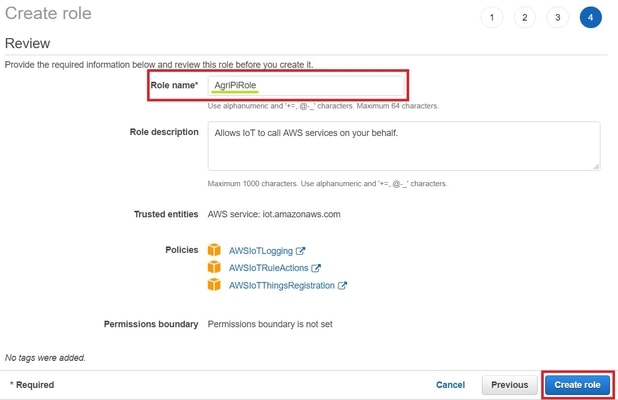 Create role
1 2 3 4
Review
Provide the required information below and review this role before you create it.
Role name* AgriPiRole
Use alphanumeric and '+=, @-_' characters. Maximum 64 characters.
Role description Allows IoT to call AWS services on your behalf.
Maximum 1000 characters. Use alphanumeric and '+=, @-_' characters.
Trusted entities AWS service: iot.amazonaws.com
Policies AWSIoTLogging
AWSIoTRuleActions
AWSIoTThingsRegistration
Permissions boundary Permissions boundary is not set
No tags were added.
* Required Cancel Previous Create role